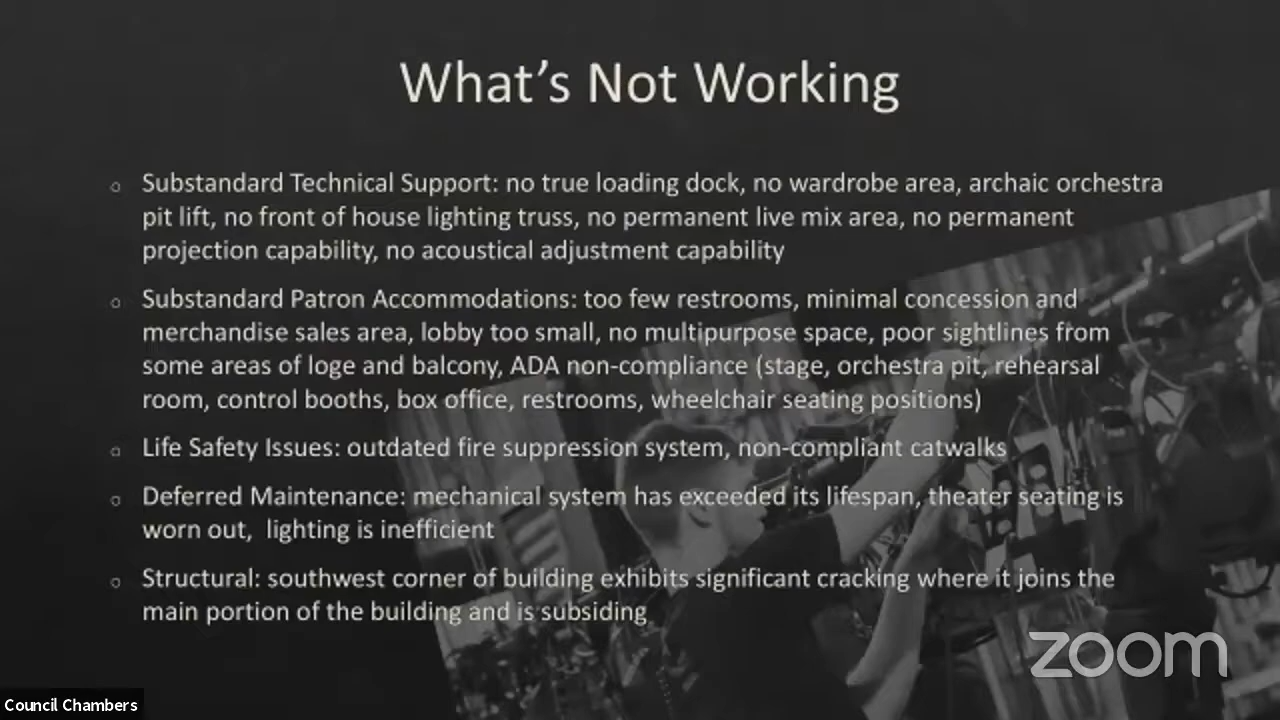 What's Not Working
Substandard Technical Support: no true loading dock, no wardrobe area, archaic orchestra
pit lift, no front of house lighting truss, no permanent live mix area, no permanent
projection capability, no acoustical adjustment capability
Substandard Patron Accommodations: too few restrooms, minimal concession and
merchandise sales area, lobby too small, no multipurpose space, poor sightlines from
some areas of loge and balcony, ADA non-compliance (stage, orchestra pit, rehearsal
room, control booths, box office, restrooms, wheelchair seating positions)
Life Safety Issues: outdated fire suppression system, non-compliant catwalks
Deferred Maintenance: mechanical system has exceeded its lifespan, theater seating is
worn out,  lighting is inefficient
Structural: southwest corner of building exhibits significant cracking where it joins the
main portion of the building and is subsiding
zoom
Council Chambers